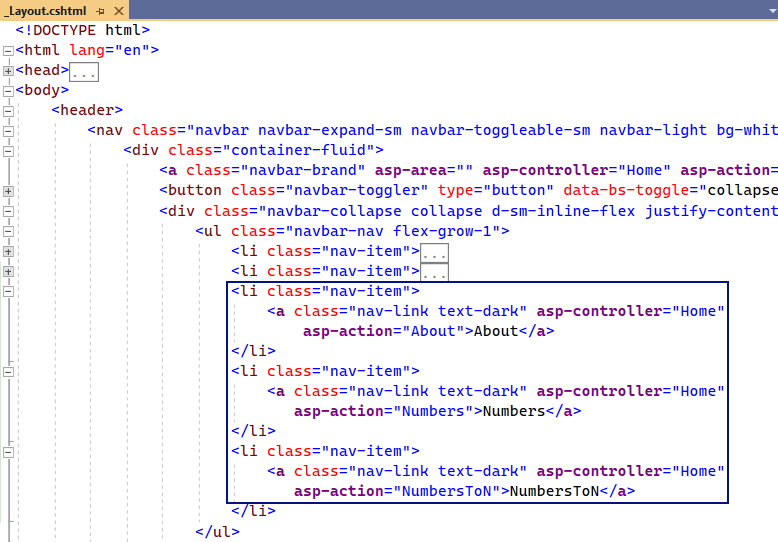 _Layout.cshtml
<!DOCTYPE html>
<html lang="en">
<head>...
<body>
<header>
<nav class="navbar navbar-expand-sm navbar-toggleable-sm navbar-light bg-whit
<div class="container-fluid">
<a class="navbar-brand" asp-area="" asp-controller="Home" asp-action=
<button class="navbar-toggler" type="button" data-bs-toggle="collapse
<div class="navbar-collapse collapse d-sm-inline-flex justify-content
<ul class="navbar-nav flex-grow-1">
<li class="nav-item">...
<li class="nav-item">...
<li class="nav-item">
<a class="nav-link text-dark" asp-controller="Home"
asp-action="About">About</a>
</li>
<li class="nav-item">
<a class="nav-link text-dark" asp-controller="Home"
asp-action="Numbers">Numbers</a>
</li>
<li class="nav-item">
<a class="nav-link text-dark" asp-controller="Home"
asp-action="NumbersToN">NumbersToN</a>
</li>
</ul>